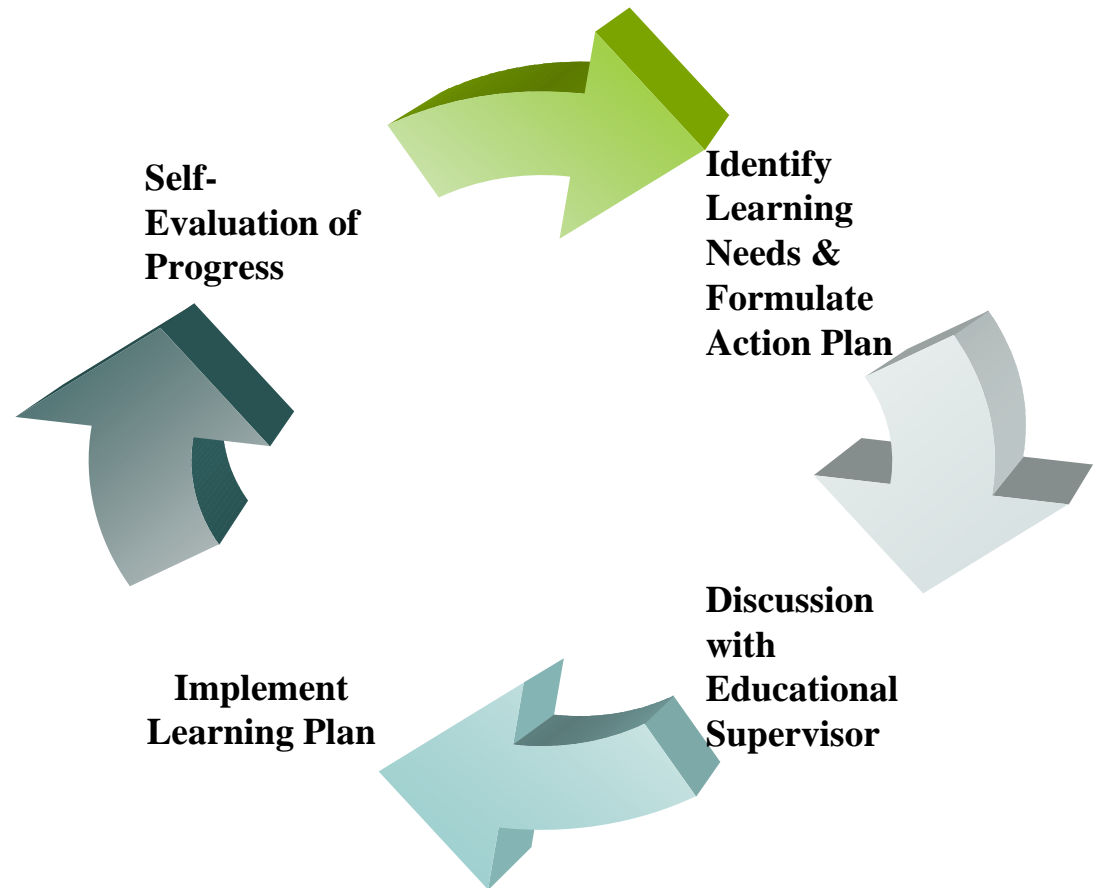 Self-
Evaluation of
Progress
Identify
Learning
Needs &
Formulate
Action Plan
Discussion
with
Educational
Supervisor
Implement
Learning Plan